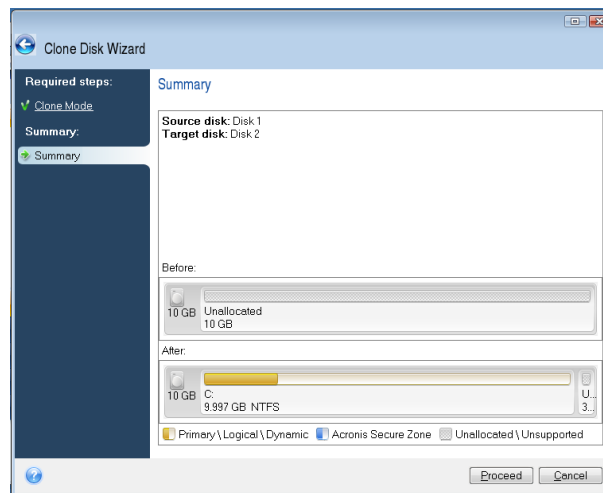 Clone Disk Wizard
Required steps:
Clone Mode
Summary:
Summary
Summary
Source disk: Disk 1
Target disk: Disk 2
Before:
10 GB
Unallocated
10 GB
After:
10 GB
C:
9.997 GB NTFS
U...
3...
Primary \ Logical \ Dynamic
Acronis Secure Zone
Unallocated \ Unsupported
?
Proceed
Cancel